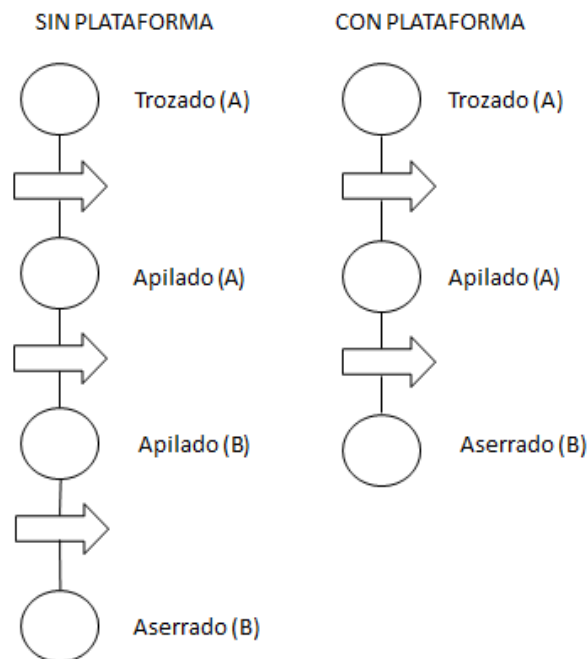 SIN PLATAFORMA
Trozado (A)
Apilado (A)
Apilado (B)
Aserrado (B)
CON PLATAFORMA
Trozado (A)
Apilado (A)
Aserrado (B)